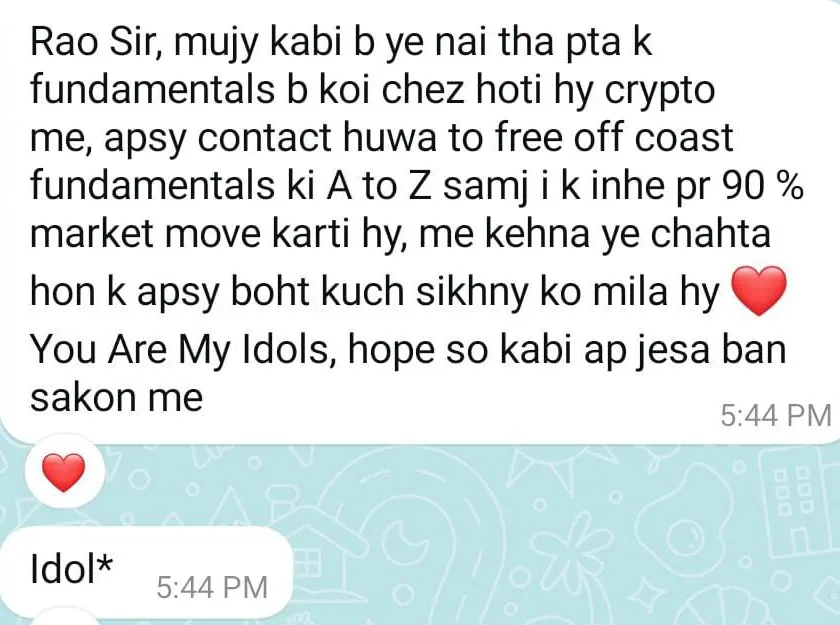 Rao Sir, mujy kabi b ye nai tha pta k
fundamentals b koi chez hoti hy crypto
me, apsy contact huwa to free off coast
fundamentals ki A to Z samj i k inhe pr 90 %
market move karti hy, me kehna ye chahta
hon k apsy boht kuch sikhny ko mila hy ❤️
You Are My Idols, hope so kabi ap jesa ban
sakon me
5:44 PM
Idol*
5:44 PM